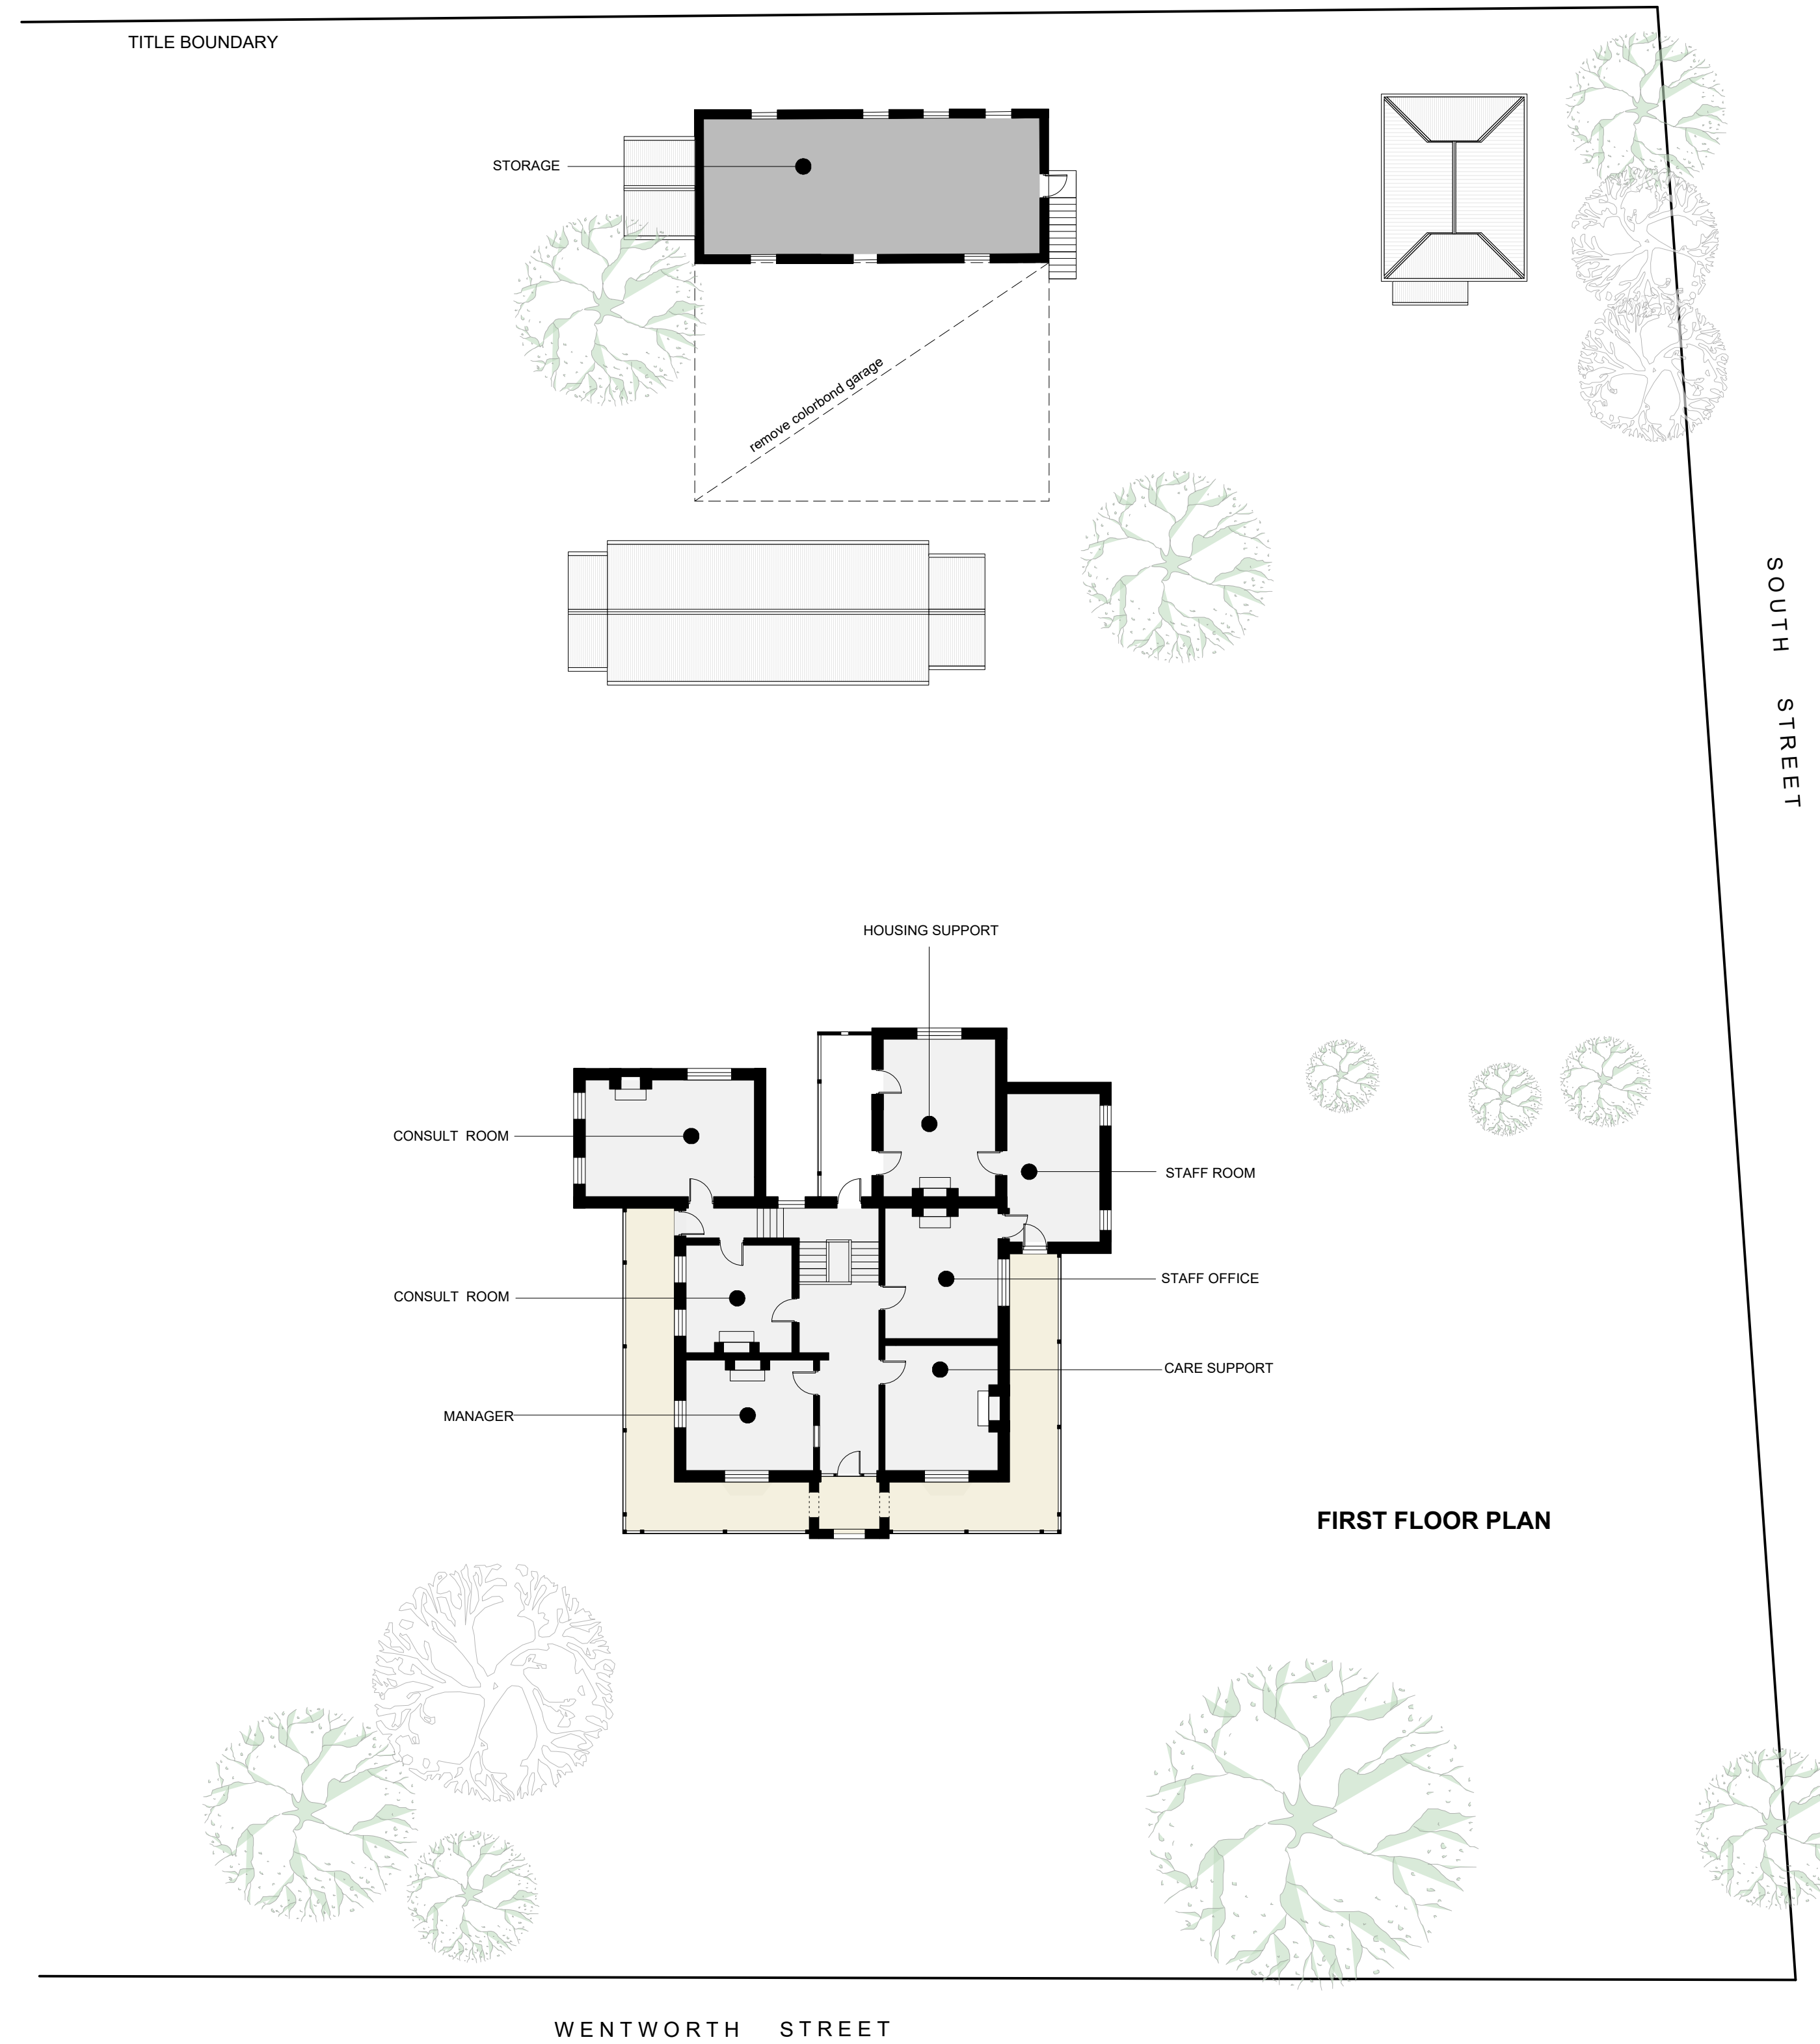 TITLE BOUNDARY
STORAGE
remove colorbond garage
SOUTH STREET
HOUSING SUPPORT
CONSULT ROOM
STAFF ROOM
STAFF OFFICE
CONSULT ROOM
CARE SUPPORT
MANAGER
FIRST FLOOR PLAN
WENTWORTH STREET